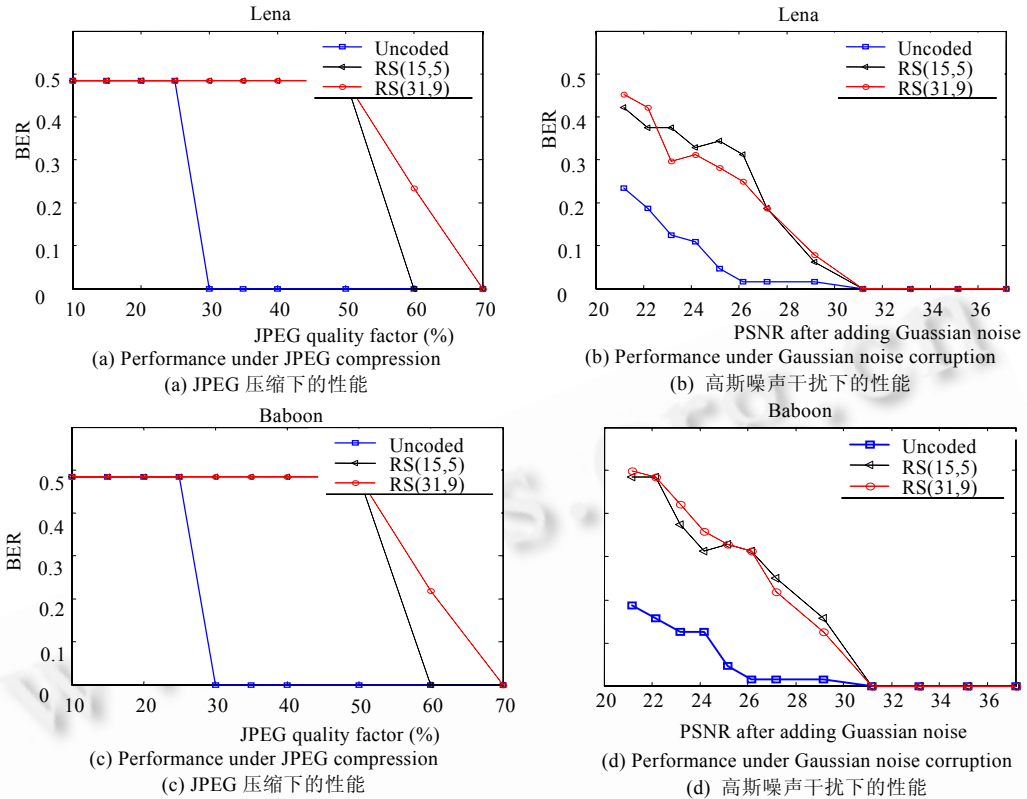 Lena
Uncoded
RS(15,5)
RS(31,9)
BER
0.5
0.4
0.3
0.2
0.1
0
10 20 30 40 50 60 70
JPEG quality factor (%)
(a) Performance under JPEG compression
(a) JPEG 压缩下的性能
Lena
Uncoded
RS(15,5)
RS(31,9)
BER
0.5
0.4
0.3
0.2
0.1
0
20 22 24 26 28 30 32 34 36
PSNR after adding Guassian noise
(b) Performance under Gaussian noise corruption
(b) 高斯噪声干扰下的性能
Baboon
Uncoded
RS(15,5)
RS(31,9)
BER
0.5
0.4
0.5
0.2
0.1
0
10 20 30 40 50 60 70
JPEG quality factor (%)
(c) Performance under JPEG compression
(c) JPEG 压缩下的性能
Baboon
Uncoded
RS(15,5)
RS(31,9)
20 22 24 26 28 30 32 34 36
PSNR after adding Guassian noise
(d) Performance under Gaussian noise corruption
(d) 高斯噪声干扰下的性能